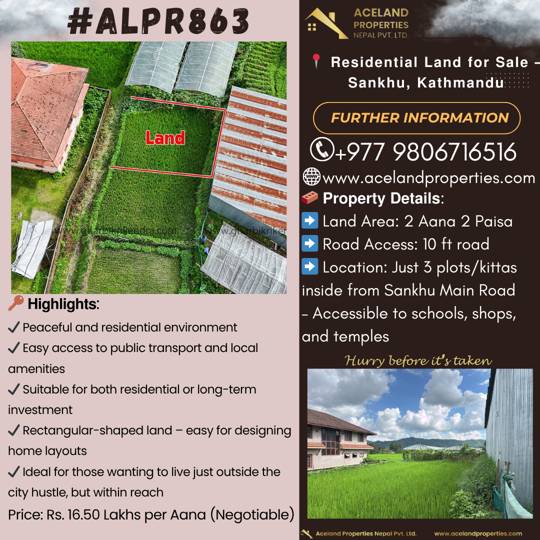 #ALPR863
Land
www.gharbikrikendra.com
Highlights:
✓ Peaceful and residential environment
✓ Easy access to public transport and local
amenities
✓ Suitable for both residential or long-term
investment
✓ Rectangular-shaped land – easy for designing
home layouts
✓ Ideal for those wanting to live just outside the
city hustle, but within reach
Price: Rs. 16.50 Lakhs per Aana (Negotiable)
ACELAND
PROPERTIES
NEPAL PVT. LTD.
Residential Land for Sale –
Sankhu, Kathmandu
FURTHER INFORMATION
+977 9806716516
www.acelandproperties.com
Property Details:
Land Area: 2 Aana 2 Paisa
Road Access: 10 ft road
Location: Just 3 plots/kittas
inside from Sankhu Main Road
– Accessible to schools, shops,
and temples
Hurry before it's taken
Aceland Properties Nepal Pvt. Ltd.
www.acelandproperties.com